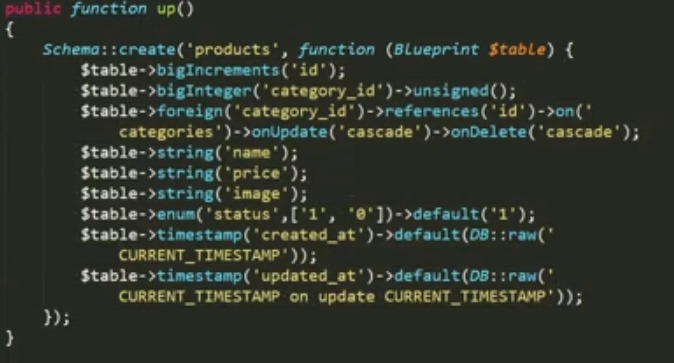 public function up()
{
Schema::create('products', function (Blueprint $table) {
$table->bigIncrements('id');
$table->bigInteger('category_id')->unsigned();
$table->foreign('category_id')->references('id')->on('
categories')->onUpdate('cascade')->onDelete('cascade');
$table->string('name');
$table->string('price');
$table->string('image');
$table->enum('status',['1', '0'])->default('1');
$table->timestamp('created_at')->default(DB::raw('
CURRENT_TIMESTAMP'));
$table->timestamp('updated_at')->default(DB::raw('
CURRENT_TIMESTAMP on update CURRENT_TIMESTAMP'));
});
}